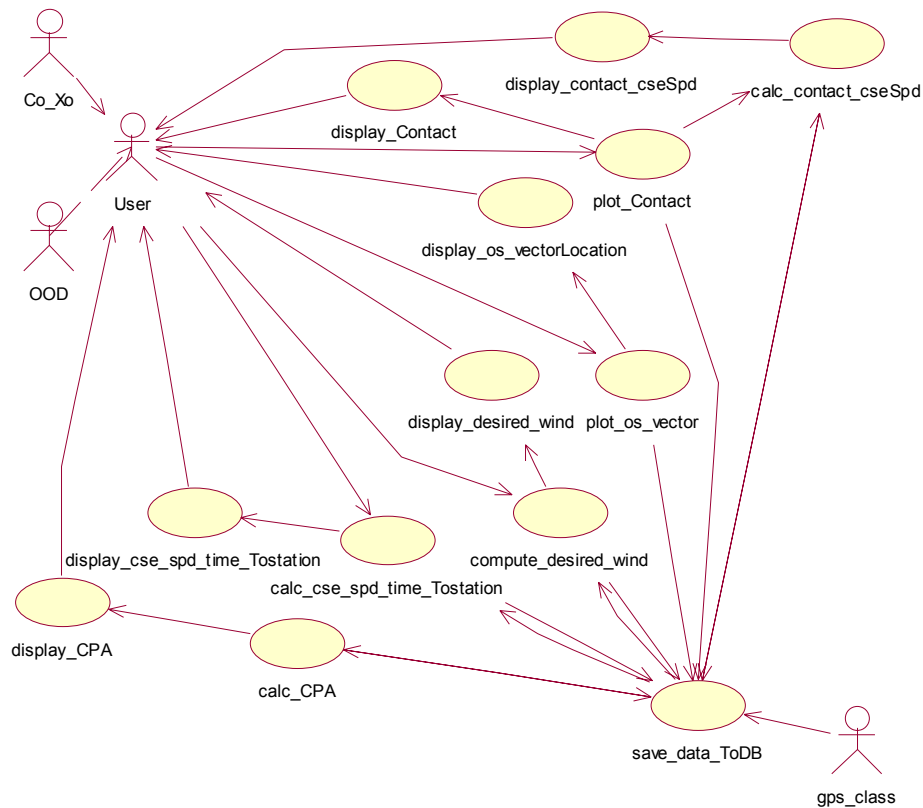 Co_Xo
display_contact_cseSpd
calc_contact_cseSpd
display_Contact
User
plot_Contact
display_os_vectorLocation
OOD
display_desired_wind
plot_os_vector
display_cse_spd_time_Tostation
compute_desired_wind
calc_cse_spd_time_Tostation
display_CPA
calc_CPA
save_data_ToDB
gps_class